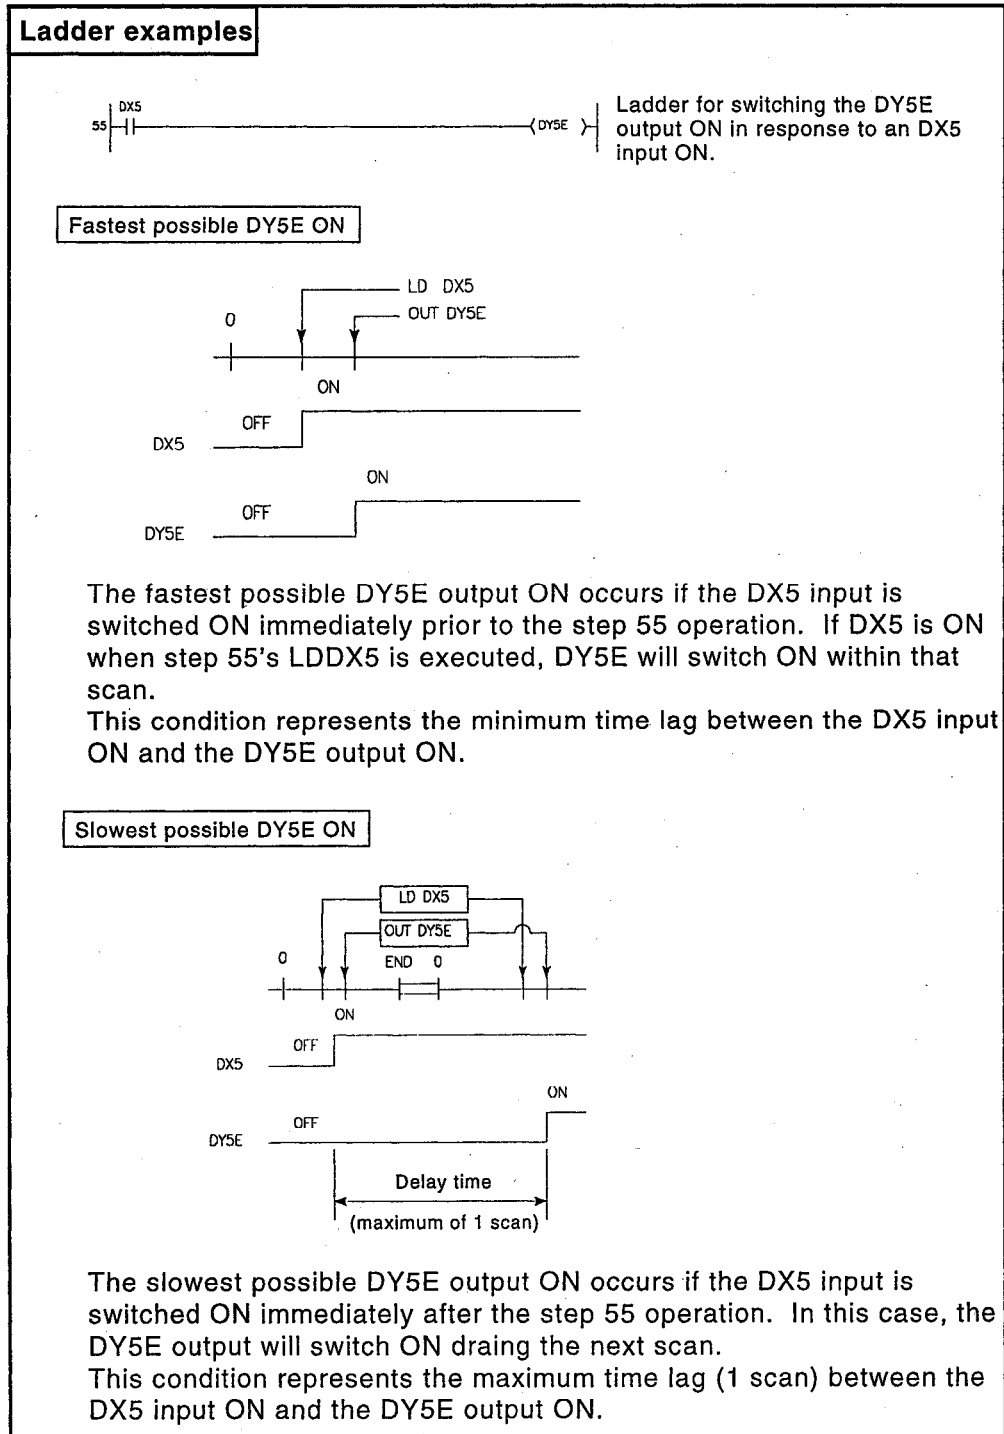 Ladder examples
DX5
55
DY5E
Ladder for switching the DY5E
output ON in response to an DX5
input ON.
Fastest possible DY5E ON
LD DX5
OUT DY5E
0
ON
OFF
DX5
ON
OFF
DY5E
The fastest possible DY5E output ON occurs if the DX5 input is
switched ON immediately prior to the step 55 operation. If DX5 is ON
when step 55's LDDX5 is executed, DY5E will switch ON within that
scan.
This condition represents the minimum time lag between the DX5 input
ON and the DY5E output ON.
Slowest possible DY5E ON
LD DX5
OUT DY5E
0
END 0
ON
OFF
DX5
ON
OFF
DY5E
Delay time
(maximum of 1 scan)
The slowest possible DY5E output ON occurs if the DX5 input is
switched ON immediately after the step 55 operation. In this case, the
DY5E output will switch ON draing the next scan.
This condition represents the maximum time lag (1 scan) between the
DX5 input ON and the DY5E output ON.